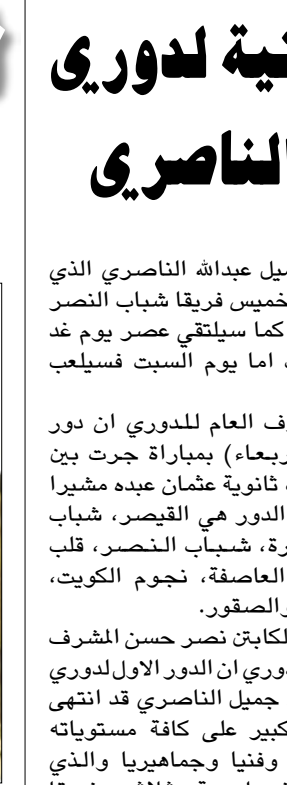 ية لدوري
الناصري
ميل عبدالله الناصري الذي
خميس فريقا شباب النصر
كما سيلتقي عصر يوم غد
اما يوم السبت فسيلعب
ف العام للدوري ان دور
ربعاء) بمباراة جرت بين
ثانوية عثمان عبده مشيرا
الدور هي القيصر، شباب
رة، شباب النصر، قلب
العاصفة، نجوم الكويت،
والصقور.
لكابتن نصر حسن المشرف
وري ان الدور الاول لدوري
جميل الناصري قد انتهى
كبير على كافة مستوياته
وفنيا وجماهيريا والذي